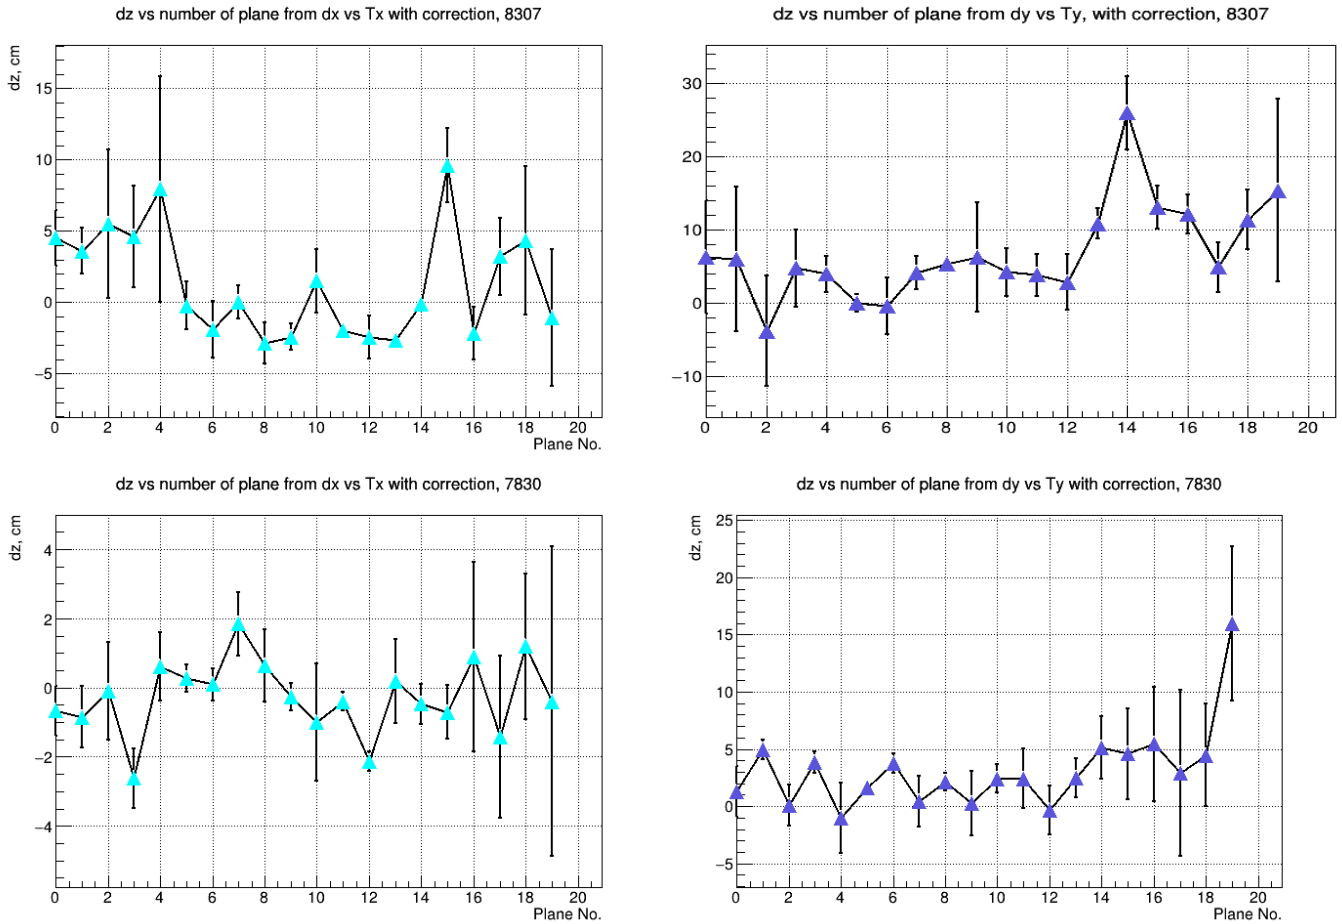 dz vs number of plane from dx vs Tx with correction, 8307
dz, cm
15
10
5
0
−5
0 2 4 6 8 10 12 14 16 18 20
Plane No.
dz vs number of plane from dy vs Ty, with correction, 8307
30
20
10
0
−10
0 2 4 6 8 10 12 14 16 18 20
dz vs number of plane from dx vs Tx with correction, 7830
dz, cm
4
2
0
−2
−4
0 2 4 6 8 10 12 14 16 18 20
Plane No.
dz vs number of plane from dy vs Ty with correction, 7830
dz, cm
25
20
15
10
5
0
−5
0 2 4 6 8 10 12 14 16 18 20
Plane No.